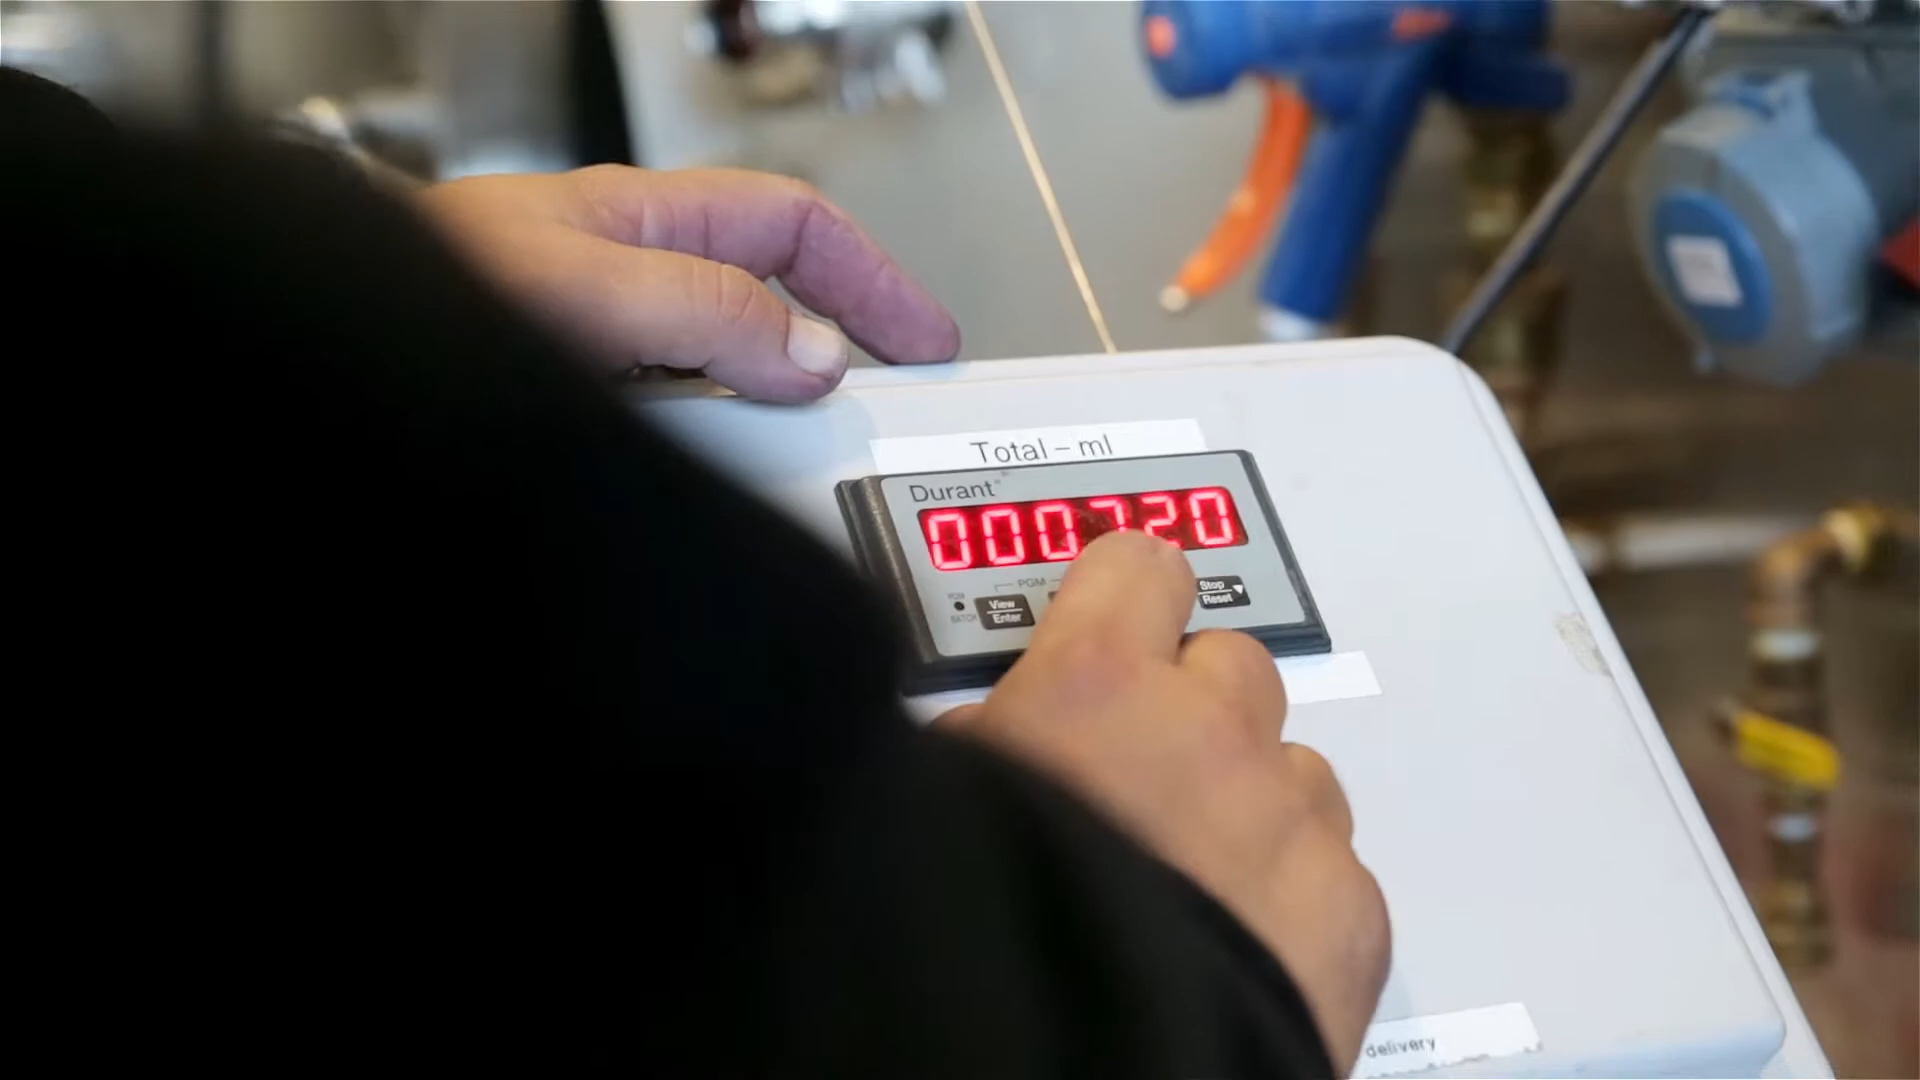 Total – ml
Durant
000720
PGM
PGM
View
Enter
BATCH
Stop
Reset
delivery